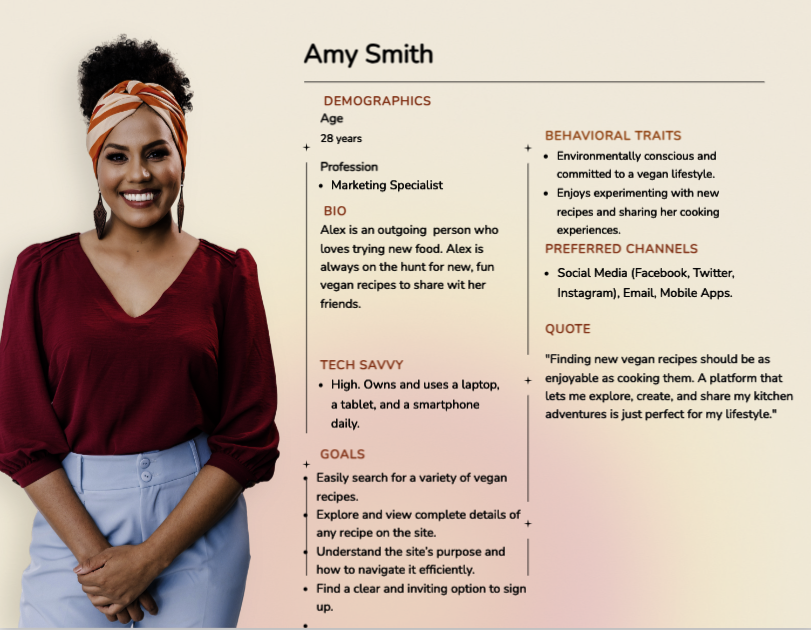 Amy Smith
DEMOGRAPHICS
Age
28 years
Profession
• Marketing Specialist
BIO
Alex is an outgoing  person who
loves trying new food. Alex is
always on the hunt for new, fun
vegan recipes to share wit her
friends.
TECH SAVVY
• High. Owns and uses a laptop,
a tablet, and a smartphone
daily.
GOALS
• Easily search for a variety of vegan
recipes.
• Explore and view complete details of
any recipe on the site.
• Understand the site's purpose and
how to navigate it efficiently.
• Find a clear and inviting option to sign
up.
•
BEHAVIORAL TRAITS
• Environmentally conscious and
committed to a vegan lifestyle.
• Enjoys experimenting with new
recipes and sharing her cooking
experiences.
PREFERRED CHANNELS
• Social Media (Facebook, Twitter,
Instagram), Email, Mobile Apps.
QUOTE
"Finding new vegan recipes should be as
enjoyable as cooking them. A platform that
lets me explore, create, and share my kitchen
adventures is just perfect for my lifestyle."